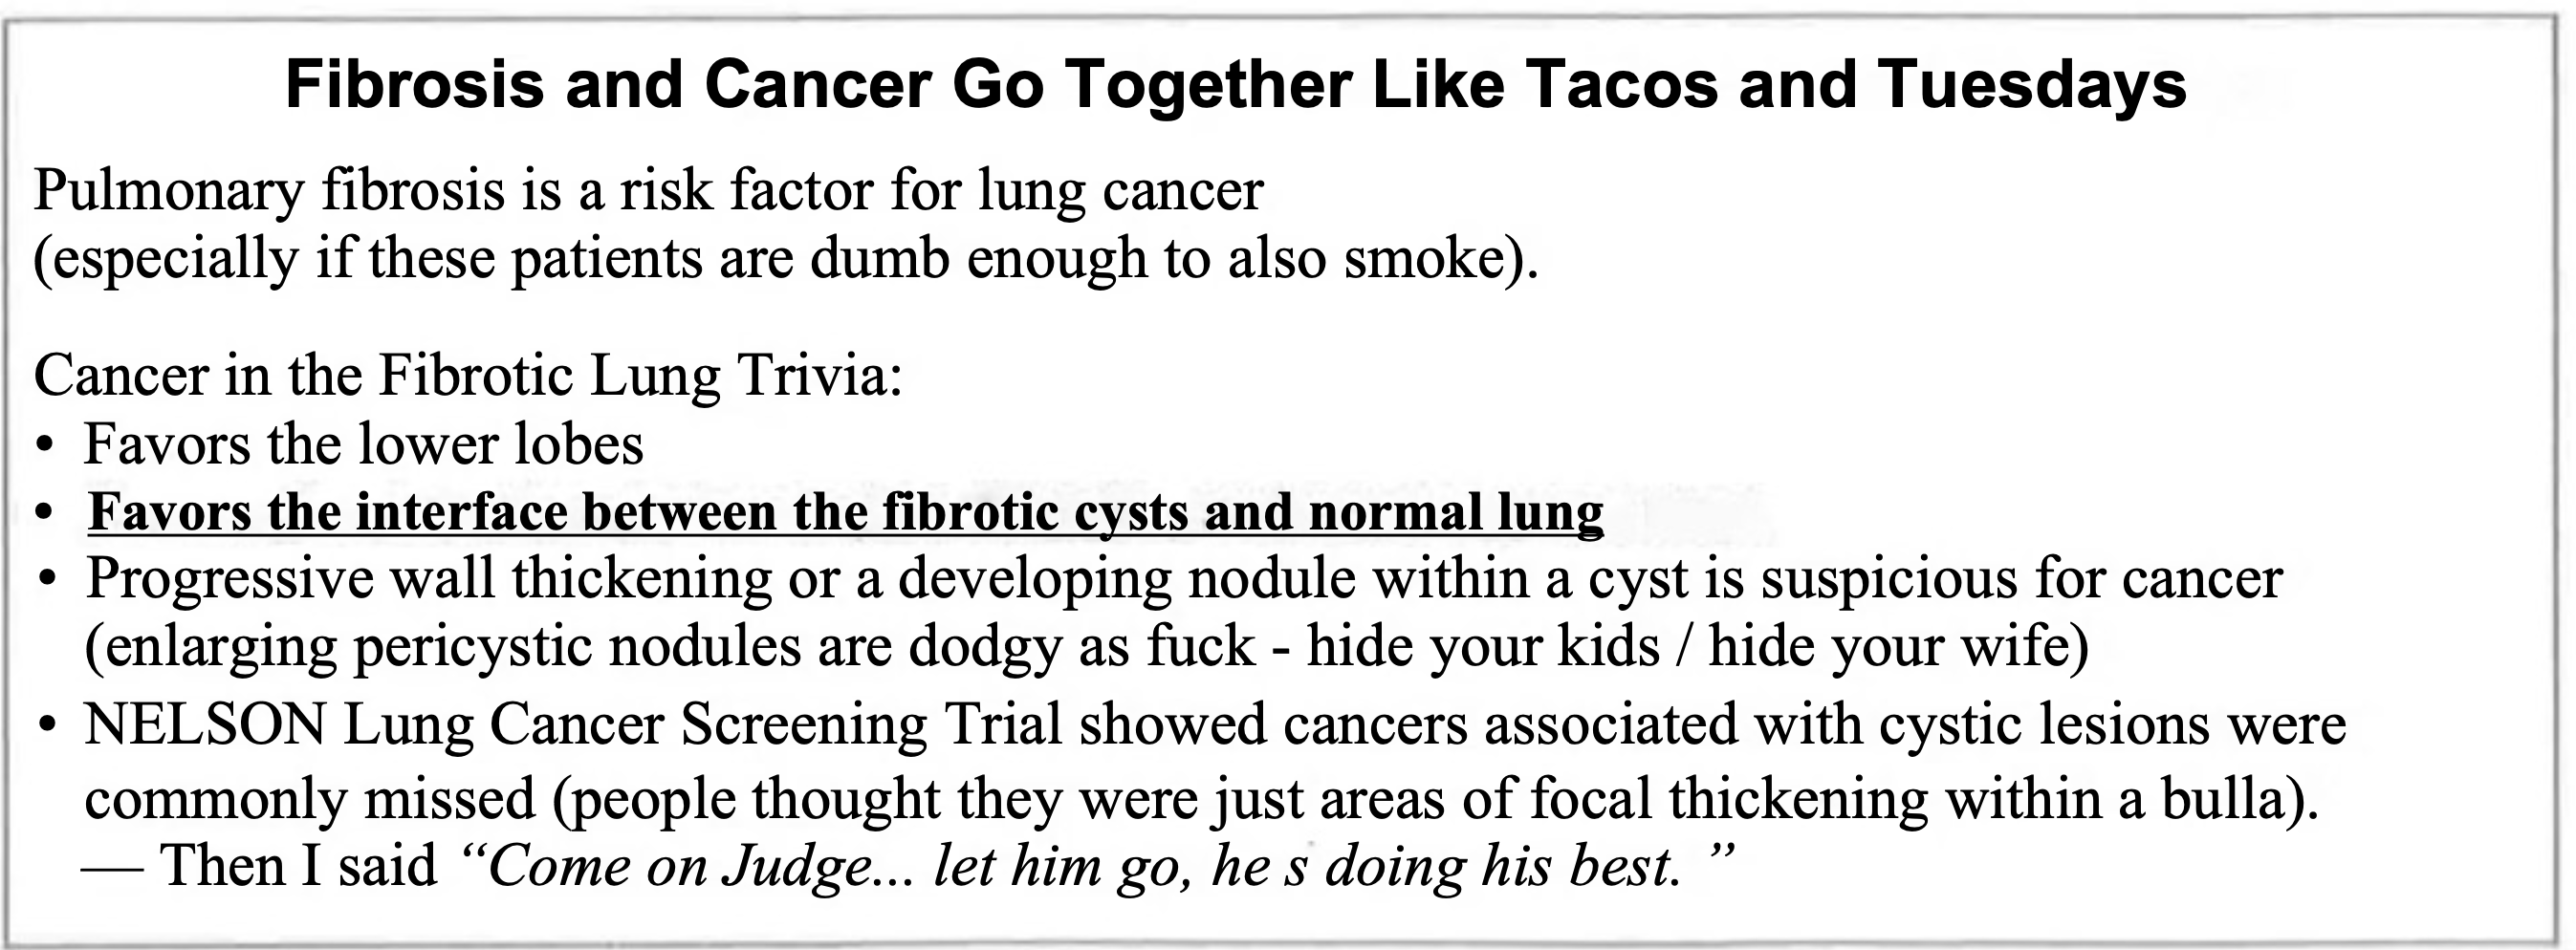 Fibrosis and Cancer Go Together Like Tacos and Tuesdays
Pulmonary fibrosis is a risk factor for lung cancer
(especially if these patients are dumb enough to also smoke).
Cancer in the Fibrotic Lung Trivia:
• Favors the lower lobes
• Favors the interface between the fibrotic cysts and normal lung
• Progressive wall thickening or a developing nodule within a cyst is suspicious for cancer
(enlarging pericystic nodules are dodgy as fuck - hide your kids / hide your wife)
• NELSON Lung Cancer Screening Trial showed cancers associated with cystic lesions were
commonly missed (people thought they were just areas of focal thickening within a bulla).
— Then I said “Come on Judge... let him go, he s doing his best. ”